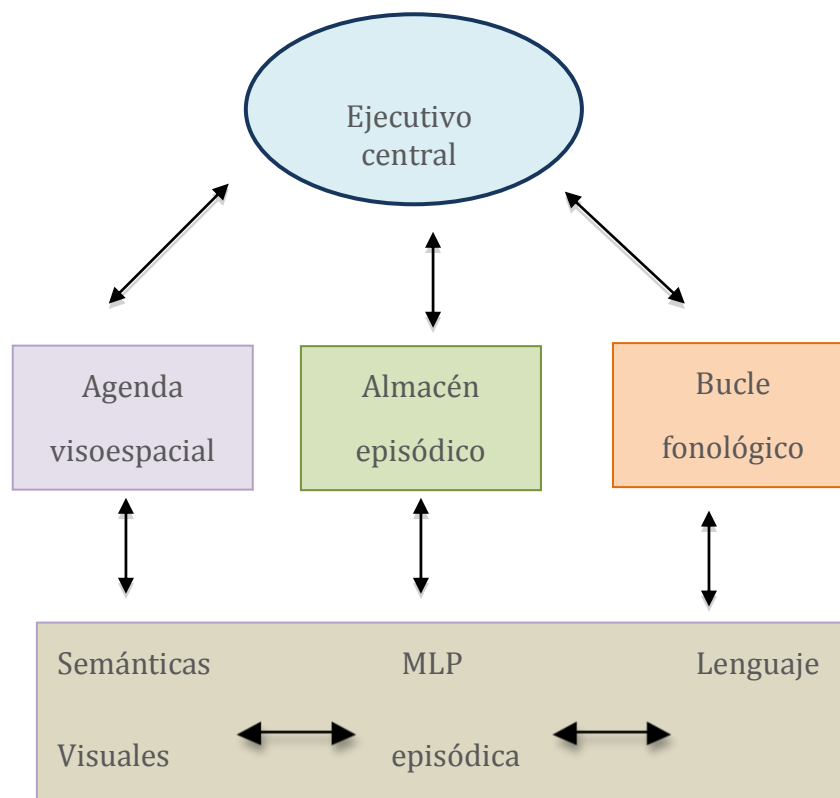 Ejecutivo
central
Agenda
visoespacial
Almacén
episódico
Bucle
fonológico
Semánticas MLP Lenguaje
Visuales episódica